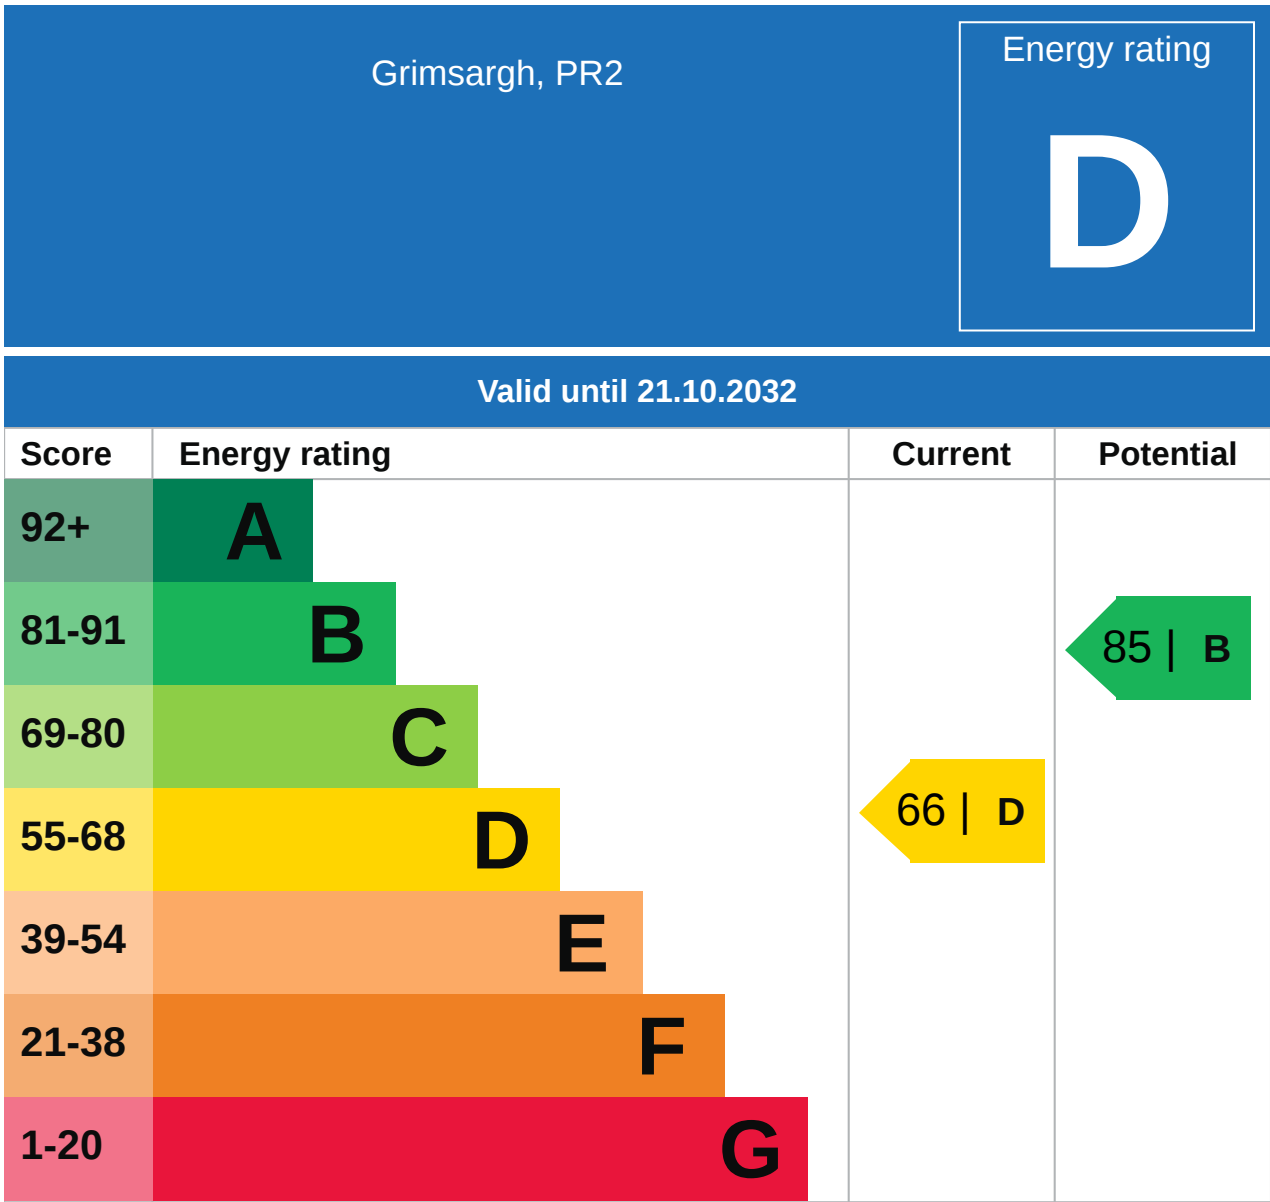 Grimsargh, PR2
Energy rating
D
Valid until 21.10.2032
Score Energy rating Current Potential
92+ A
81-91 B
85 | B
69-80 C
55-68 D
66 | D
39-54 E
21-38 F
1-20 G